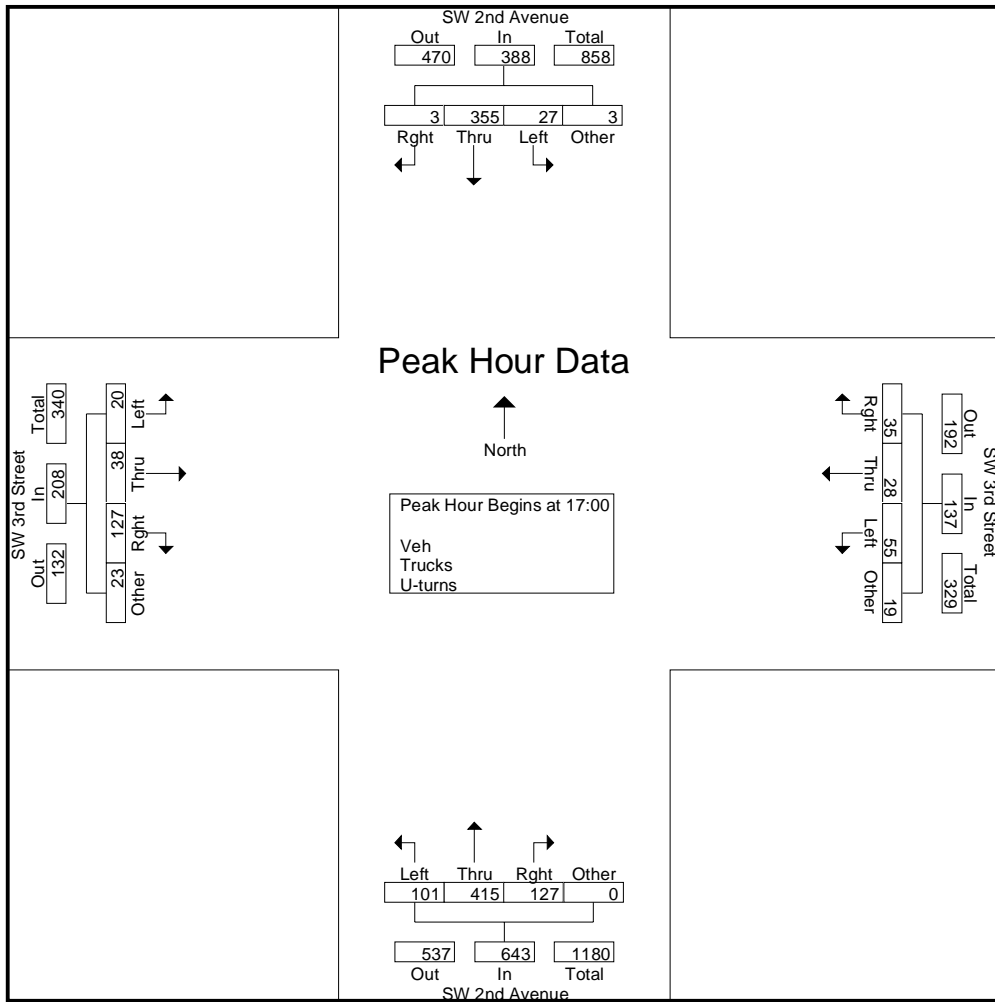 SW 2nd Avenue
Out In Total
470 388 858
3 355 27 3
Rght Thru Left Other
Peak Hour Data
North
Peak Hour Begins at 17:00
Veh
Trucks
U-turns
SW 3rd Street
Total In Out
340 208 132
20 38 127 23
Left Thru Rght Other
SW 3rd Street
Out In Total
192 137 329
35 28 55 19
Rght Thru Left Other
Left Thru Rght Other
101 415 127 0
537 643 1180
Out In Total
SW 2nd Avenue